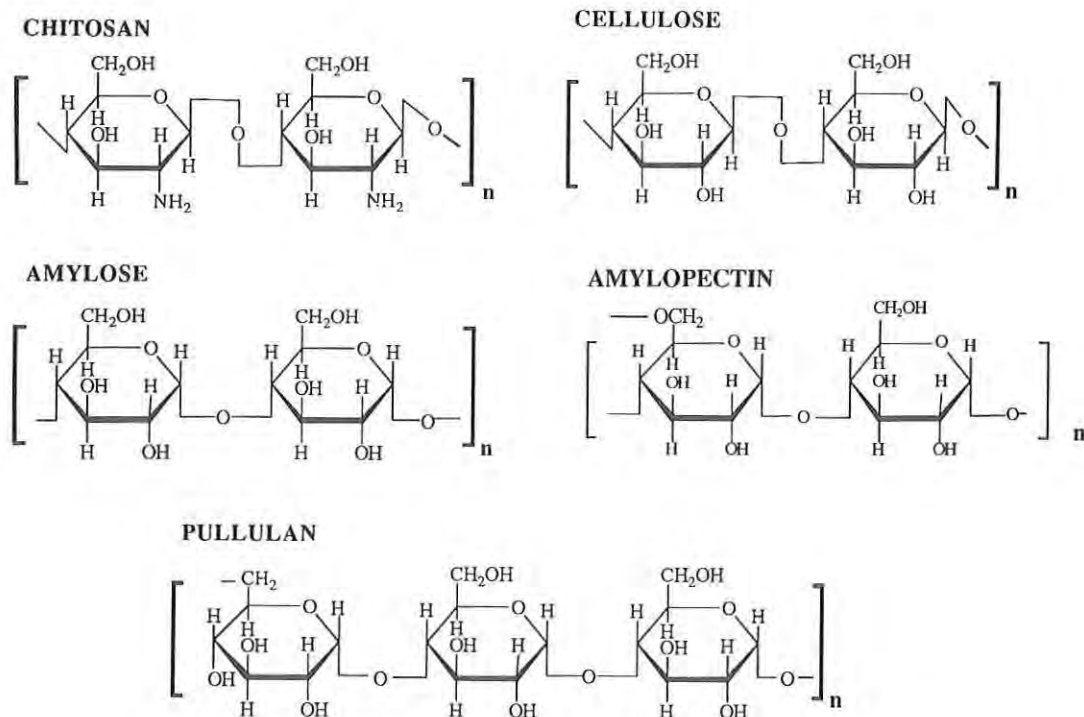 CHITOSAN
CH2OH CH2OH
H O H O
H H
OH H O OH H O
H H
H NH2 H NH2
n
CELLULOSE
CH2OH CH2OH
H O H O
H H
OH H O OH H O
H H
H OH H OH
n
AMYLOSE
CH2OH CH2OH
H O H H O H
H H
OH H OH H
O O
H OH H OH
n
AMYLOPECTIN
OCH2 CH2OH
H O H H O H
H H
OH H OH H
O O
H OH H OH
n
PULLULAN
CH2 CH2OH CH2OH
H O H H O H H O H
H H H
OH H OH H OH H
OH O O O
H OH H OH H OH
n